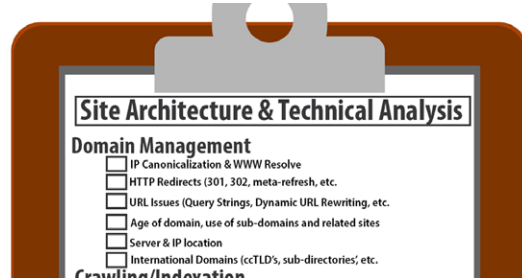 Site Architecture & Technical Analysis
Domain Management
IP Canonicalization & WWW Resolve
HTTP Redirects (301, 302, meta-refresh, etc.
URL Issues (Query Strings, Dynamic URL Rewriting, etc.
Age of domain, use of sub-domains and related sites
Server & IP location
International Domains (ccTLD's, sub-directories', etc.
Crawling/Indexation